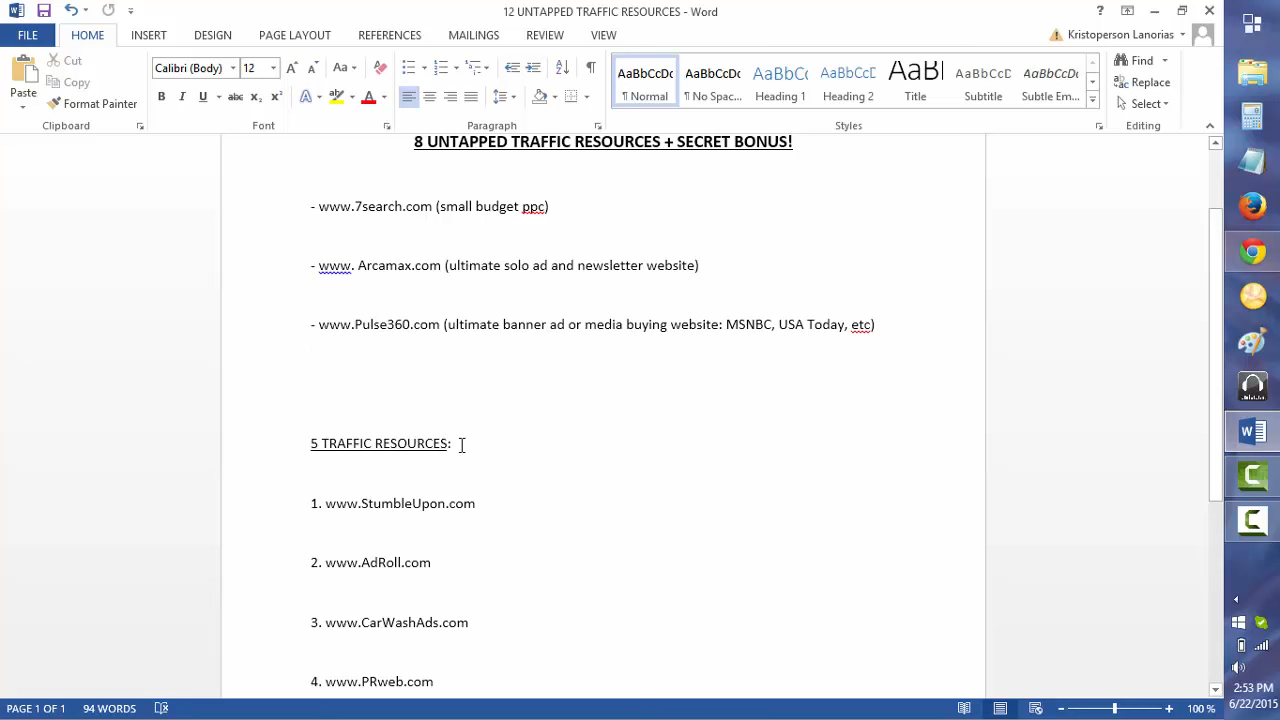 12 UNTAPPED TRAFFIC RESOURCES - Word
FILE HOME INSERT DESIGN PAGE LAYOUT REFERENCES MAILINGS REVIEW VIEW Kristoperson Lanorias
Cut
Copy
Format Painter
Paste
Calibri (Body) 12
AaBbCcDc AaBbCcDc AaBbCc AaBbCc AaBl AaBbCcDc AaBbCcDc
¶ Normal ¶ No Spac... Heading 1 Heading 2 Title Subtitle Subtle Em...
Find
Replace
Select
Clipboard Font Paragraph Styles Editing
8 UNTAPPED TRAFFIC RESOURCES + SECRET BONUS!
- www.7search.com (small budget ppc)
- www. Arcamax.com (ultimate solo ad and newsletter website)
- www.Pulse360.com (ultimate banner ad or media buying website: MSNBC, USA Today, etc)
5 TRAFFIC RESOURCES:
1. www.StumbleUpon.com
2. www.AdRoll.com
3. www.CarWashAds.com
4. www.PRweb.com
PAGE 1 OF 1 94 WORDS 100 %
2:53 PM
6/22/2015